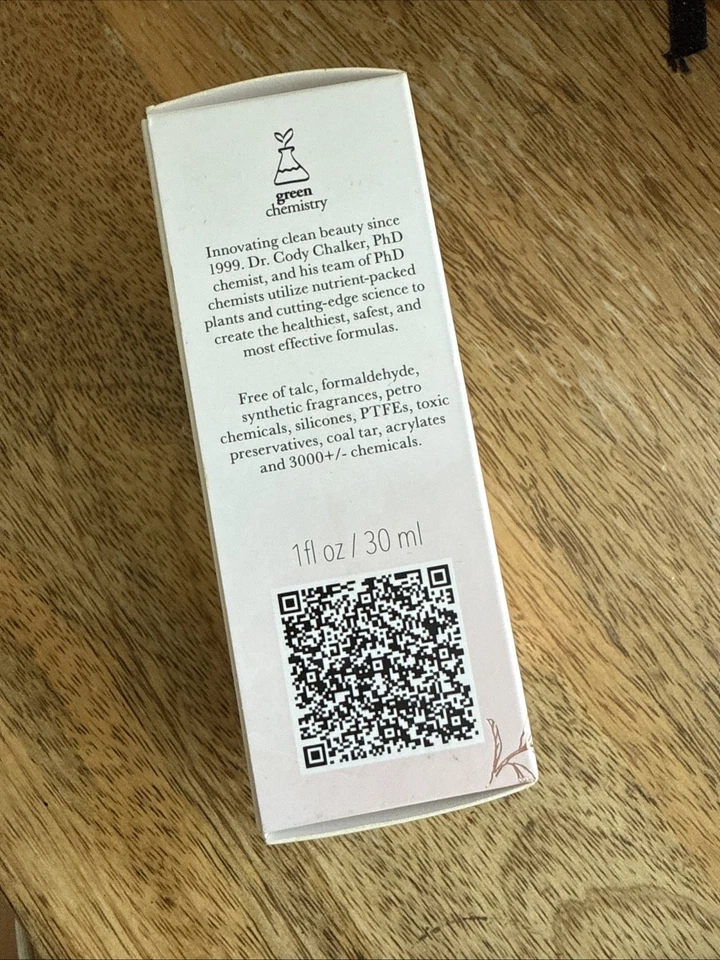 green
chemistry
Innovating clean beauty since
1999. Dr. Cody Chalker, PhD
chemist, and his team of PhD
chemists utilize nutrient-packed
plants and cutting-edge science to
create the healthiest, safest, and
most effective formulas.
Free of talc, formaldehyde,
synthetic fragrances, petro
chemicals, silicones, PTFEs, toxic
preservatives, coal tar, acrylates
and 3000+/- chemicals.
1fl oz / 30 ml